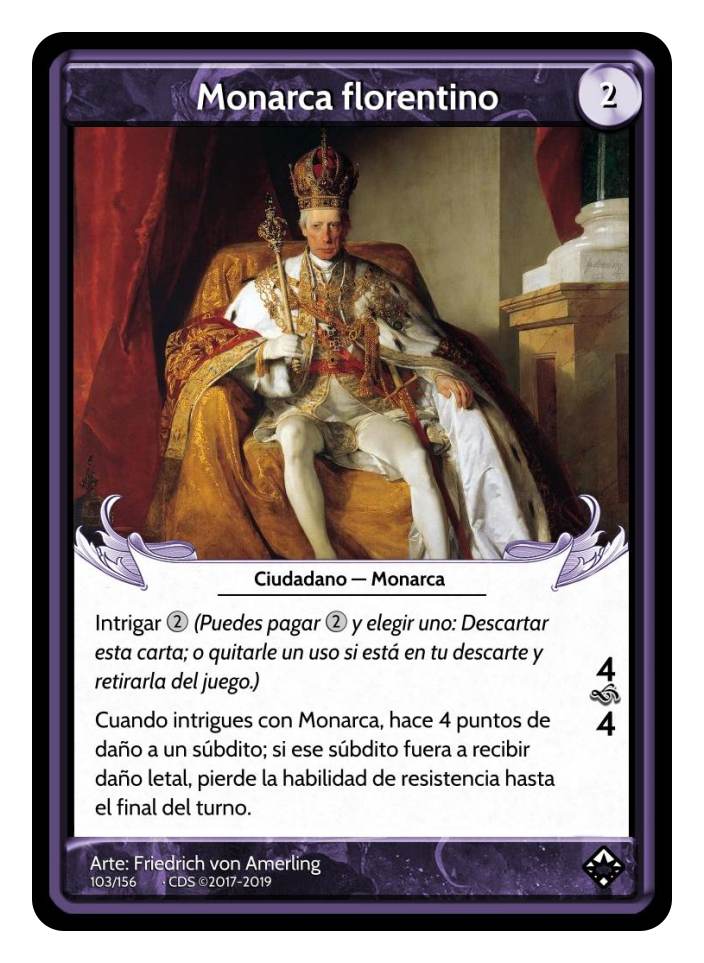 Monarca florentino
2
Ciudadano — Monarca
Intrigar 2 (Puedes pagar 2 y elegir uno: Descartar
esta carta; o quitarle un uso si está en tu descarte y
retirarla del juego.)
4
4
Cuando intrigues con Monarca, hace 4 puntos de
daño a un súbdito; si ese súbdito fuera a recibir
daño letal, pierde la habilidad de resistencia hasta
el final del turno.
Arte: Friedrich von Amerling
103/156 · CDS ©2017-2019